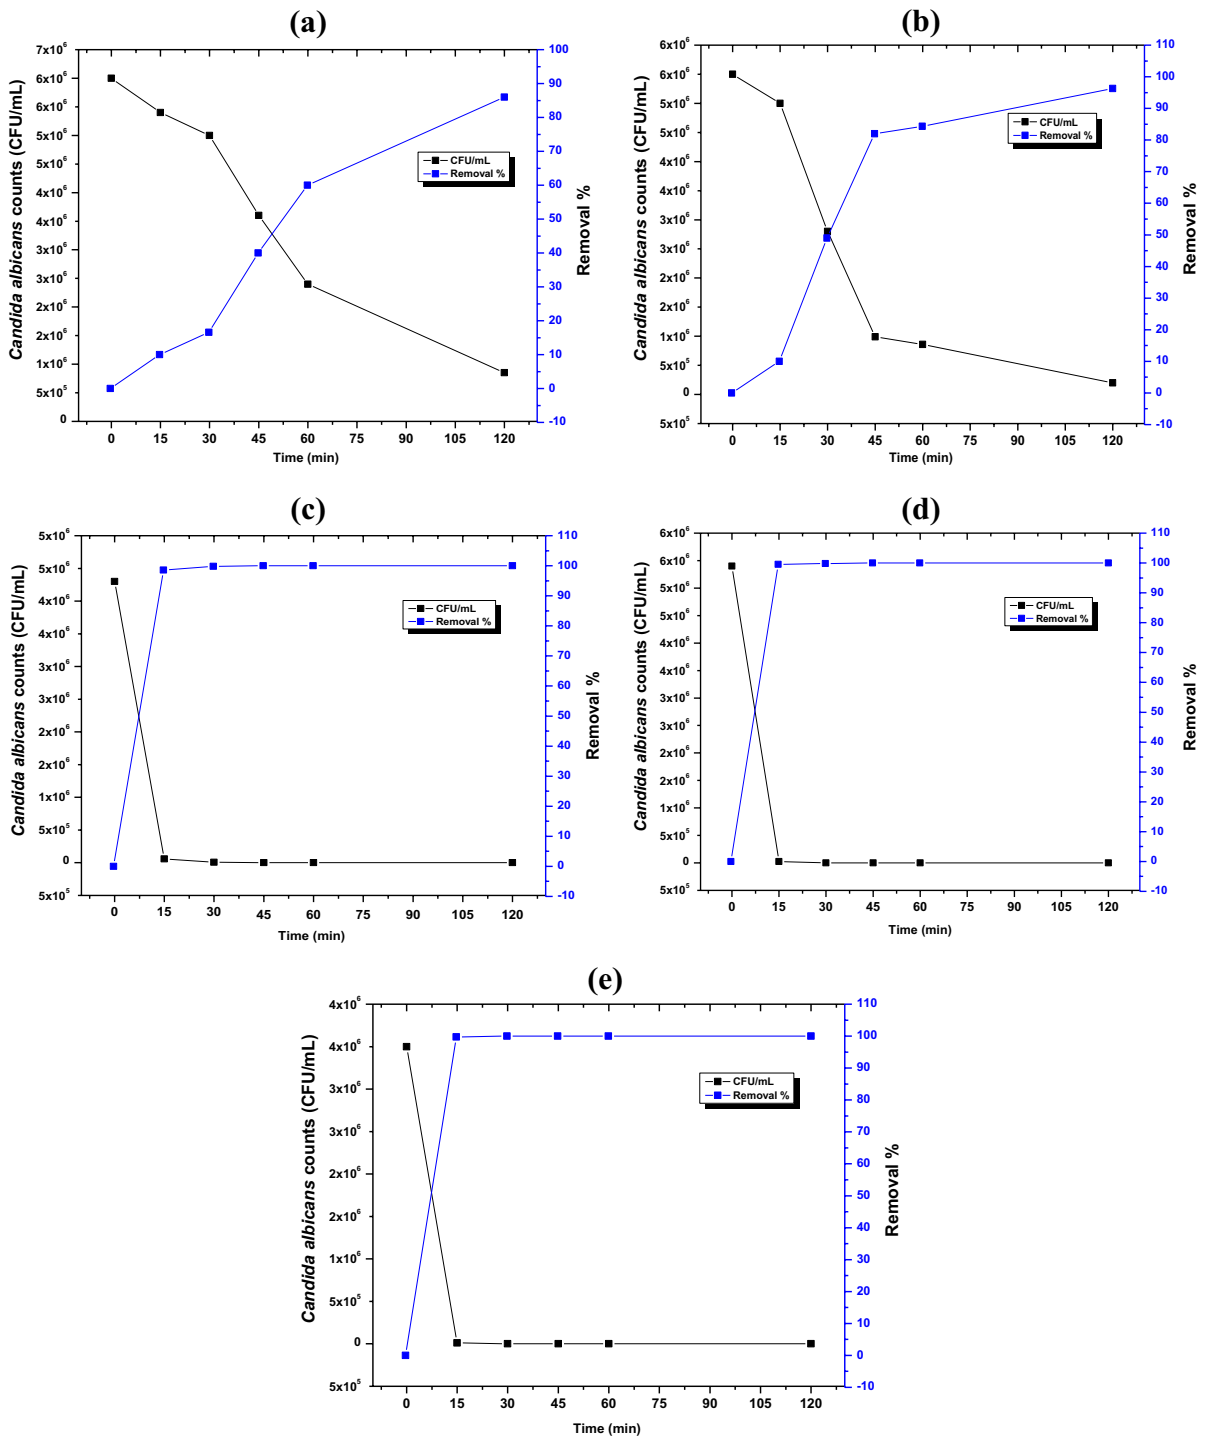 (a)
7x10⁶
6x10⁶
6x10⁶
5x10⁶
5x10⁶
4x10⁶
4x10⁶
3x10⁶
3x10⁶
2x10⁶
2x10⁶
1x10⁶
5x10⁵
0
Candida albicans counts (CFU/mL)
CFU/mL
Removal %
100
90
80
70
60
50
40
30
20
10
0
-10
Removal %
0 15 30 45 60 75 90 105 120
Time (min)
(b)
6x10⁶
6x10⁶
5x10⁶
5x10⁶
4x10⁶
4x10⁶
3x10⁶
3x10⁶
2x10⁶
2x10⁶
1x10⁶
5x10⁵
0
5x10⁵
Candida albicans counts (CFU/mL)
CFU/mL
Removal %
110
100
90
80
70
60
50
40
30
20
10
0
-10
Removal %
0 15 30 45 60 75 90 105 120
Time (min)
(c)
5x10⁶
5x10⁶
4x10⁶
4x10⁶
3x10⁶
3x10⁶
2x10⁶
2x10⁶
1x10⁶
5x10⁵
0
5x10⁵
Candida albicans counts (CFU/mL)
CFU/mL
Removal %
110
100
90
80
70
60
50
40
30
20
10
0
-10
Removal %
0 15 30 45 60 75 90 105 120
Time (min)
(d)
6x10⁶
6x10⁶
5x10⁶
5x10⁶
4x10⁶
4x10⁶
3x10⁶
3x10⁶
2x10⁶
2x10⁶
1x10⁶
5x10⁵
0
5x10⁵
Candida albicans counts (CFU/mL)
CFU/mL
Removal %
110
100
90
80
70
60
50
40
30
20
10
0
-10
Removal %
0 15 30 45 60 75 90 105 120
Time (min)
(e)
4x10⁶
4x10⁶
3x10⁶
3x10⁶
2x10⁶
2x10⁶
1x10⁶
5x10⁵
0
5x10⁵
Candida albicans counts (CFU/mL)
CFU/mL
Removal %
110
100
90
80
70
60
50
40
30
20
10
0
-10
Removal %
0 15 30 45 60 75 90 105 120
Time (min)